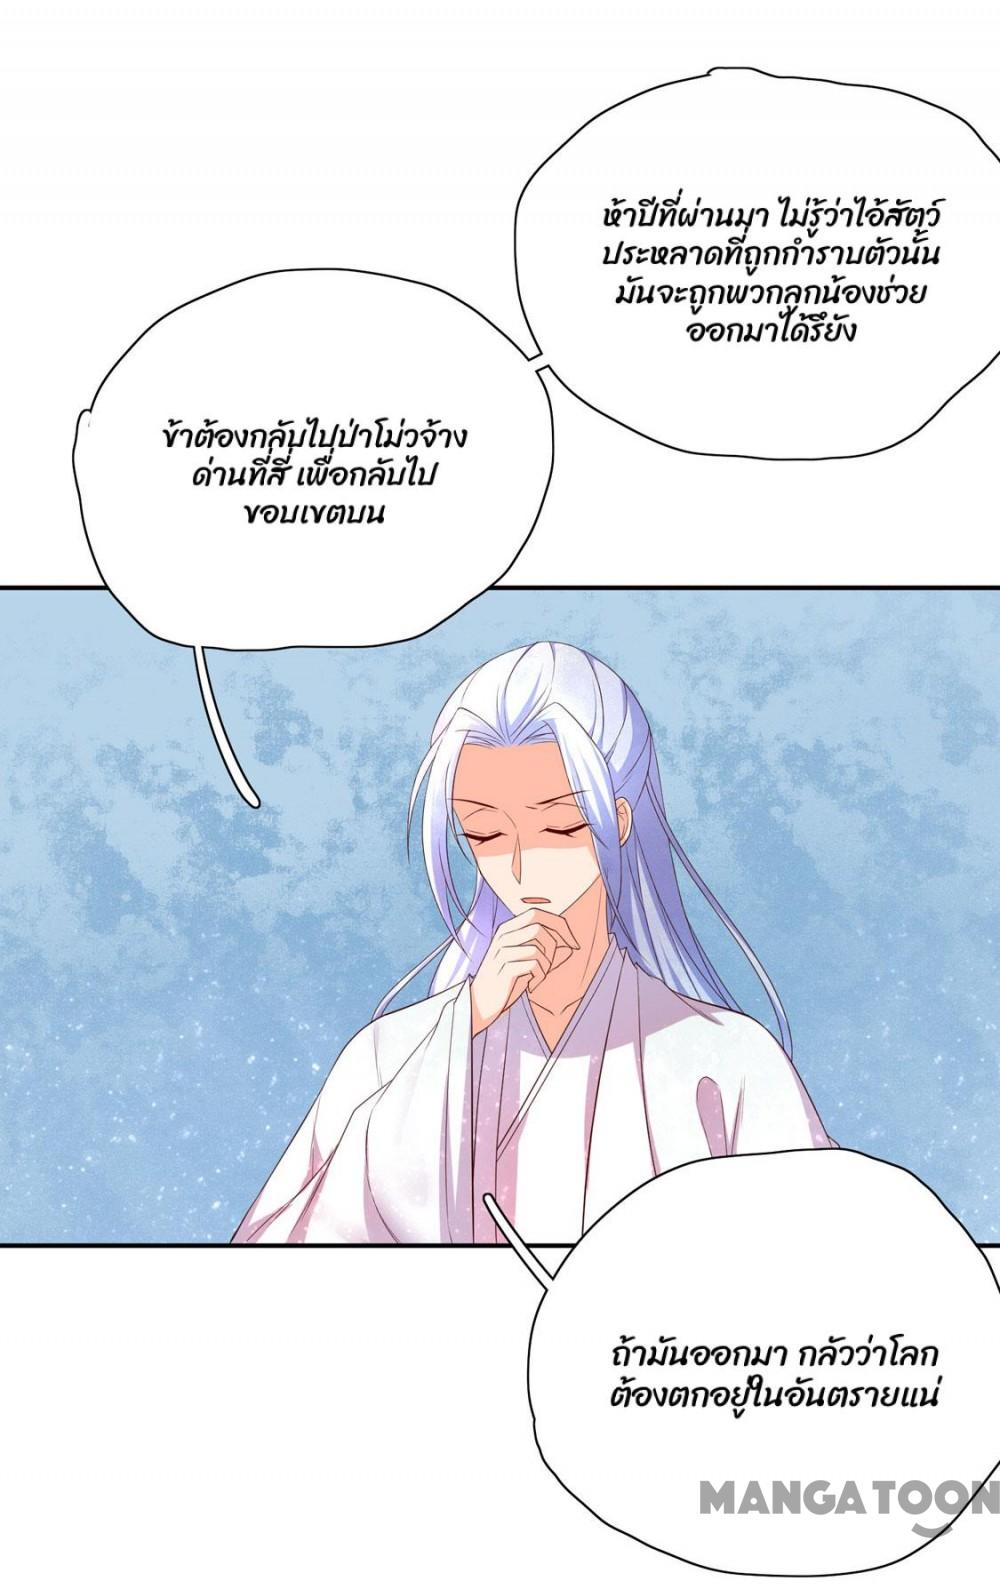 ห้าปีที่ผ่านมา ไม่รู้ว่าไอ้สัตว์
ประหลาดที่ถูกกำราบตัวนั้น
มันจะถูกพวกลูกน้องช่วย
ออกมาได้รึยัง
ข้าต้องกลับไปป่าโม่วจ้าง
ด่านที่สี่ เพื่อกลับไป
ขอบเขตบน
ถ้ามันออกมา กลัวว่าโลก
ต้องตกอยู่ในอันตรายแน่
MANGATOON